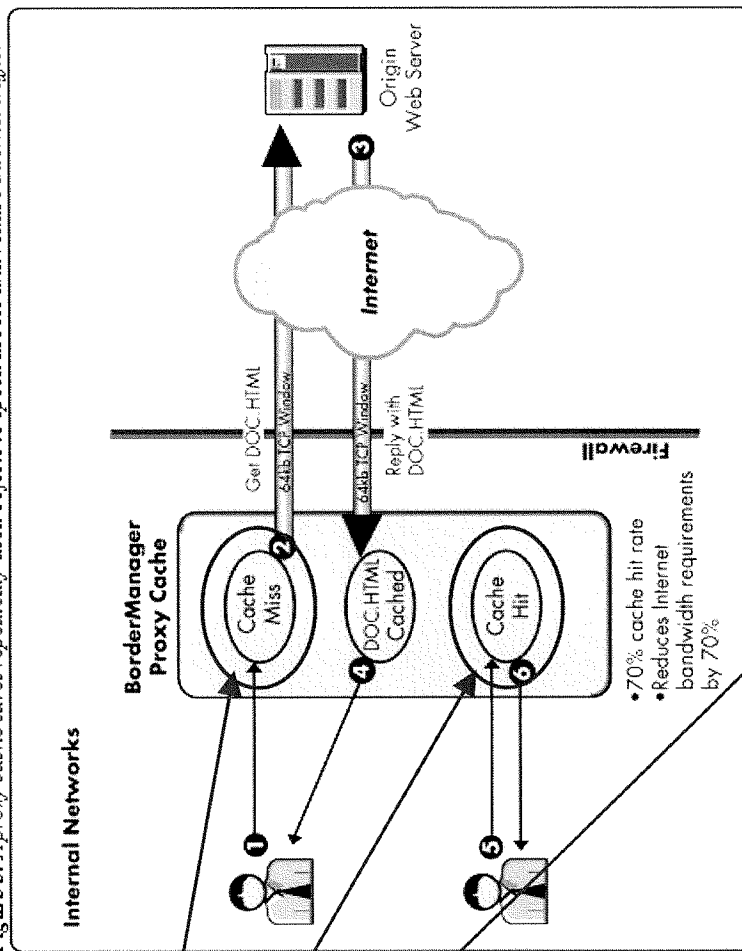 Internal Networks
BorderManager
Proxy Cache
1
Cache
Miss
2
Get DOC.HTML
64kb TCP Window
Internet
Origin
Web Server
3
64kb TCP Window
Reply with
DOC.HTML
DOC.HTML
Cached
4
5
Cache
Hit
6
Firewall
•70% cache hit rate
•Reduces Internet
bandwidth requirements
by 70%